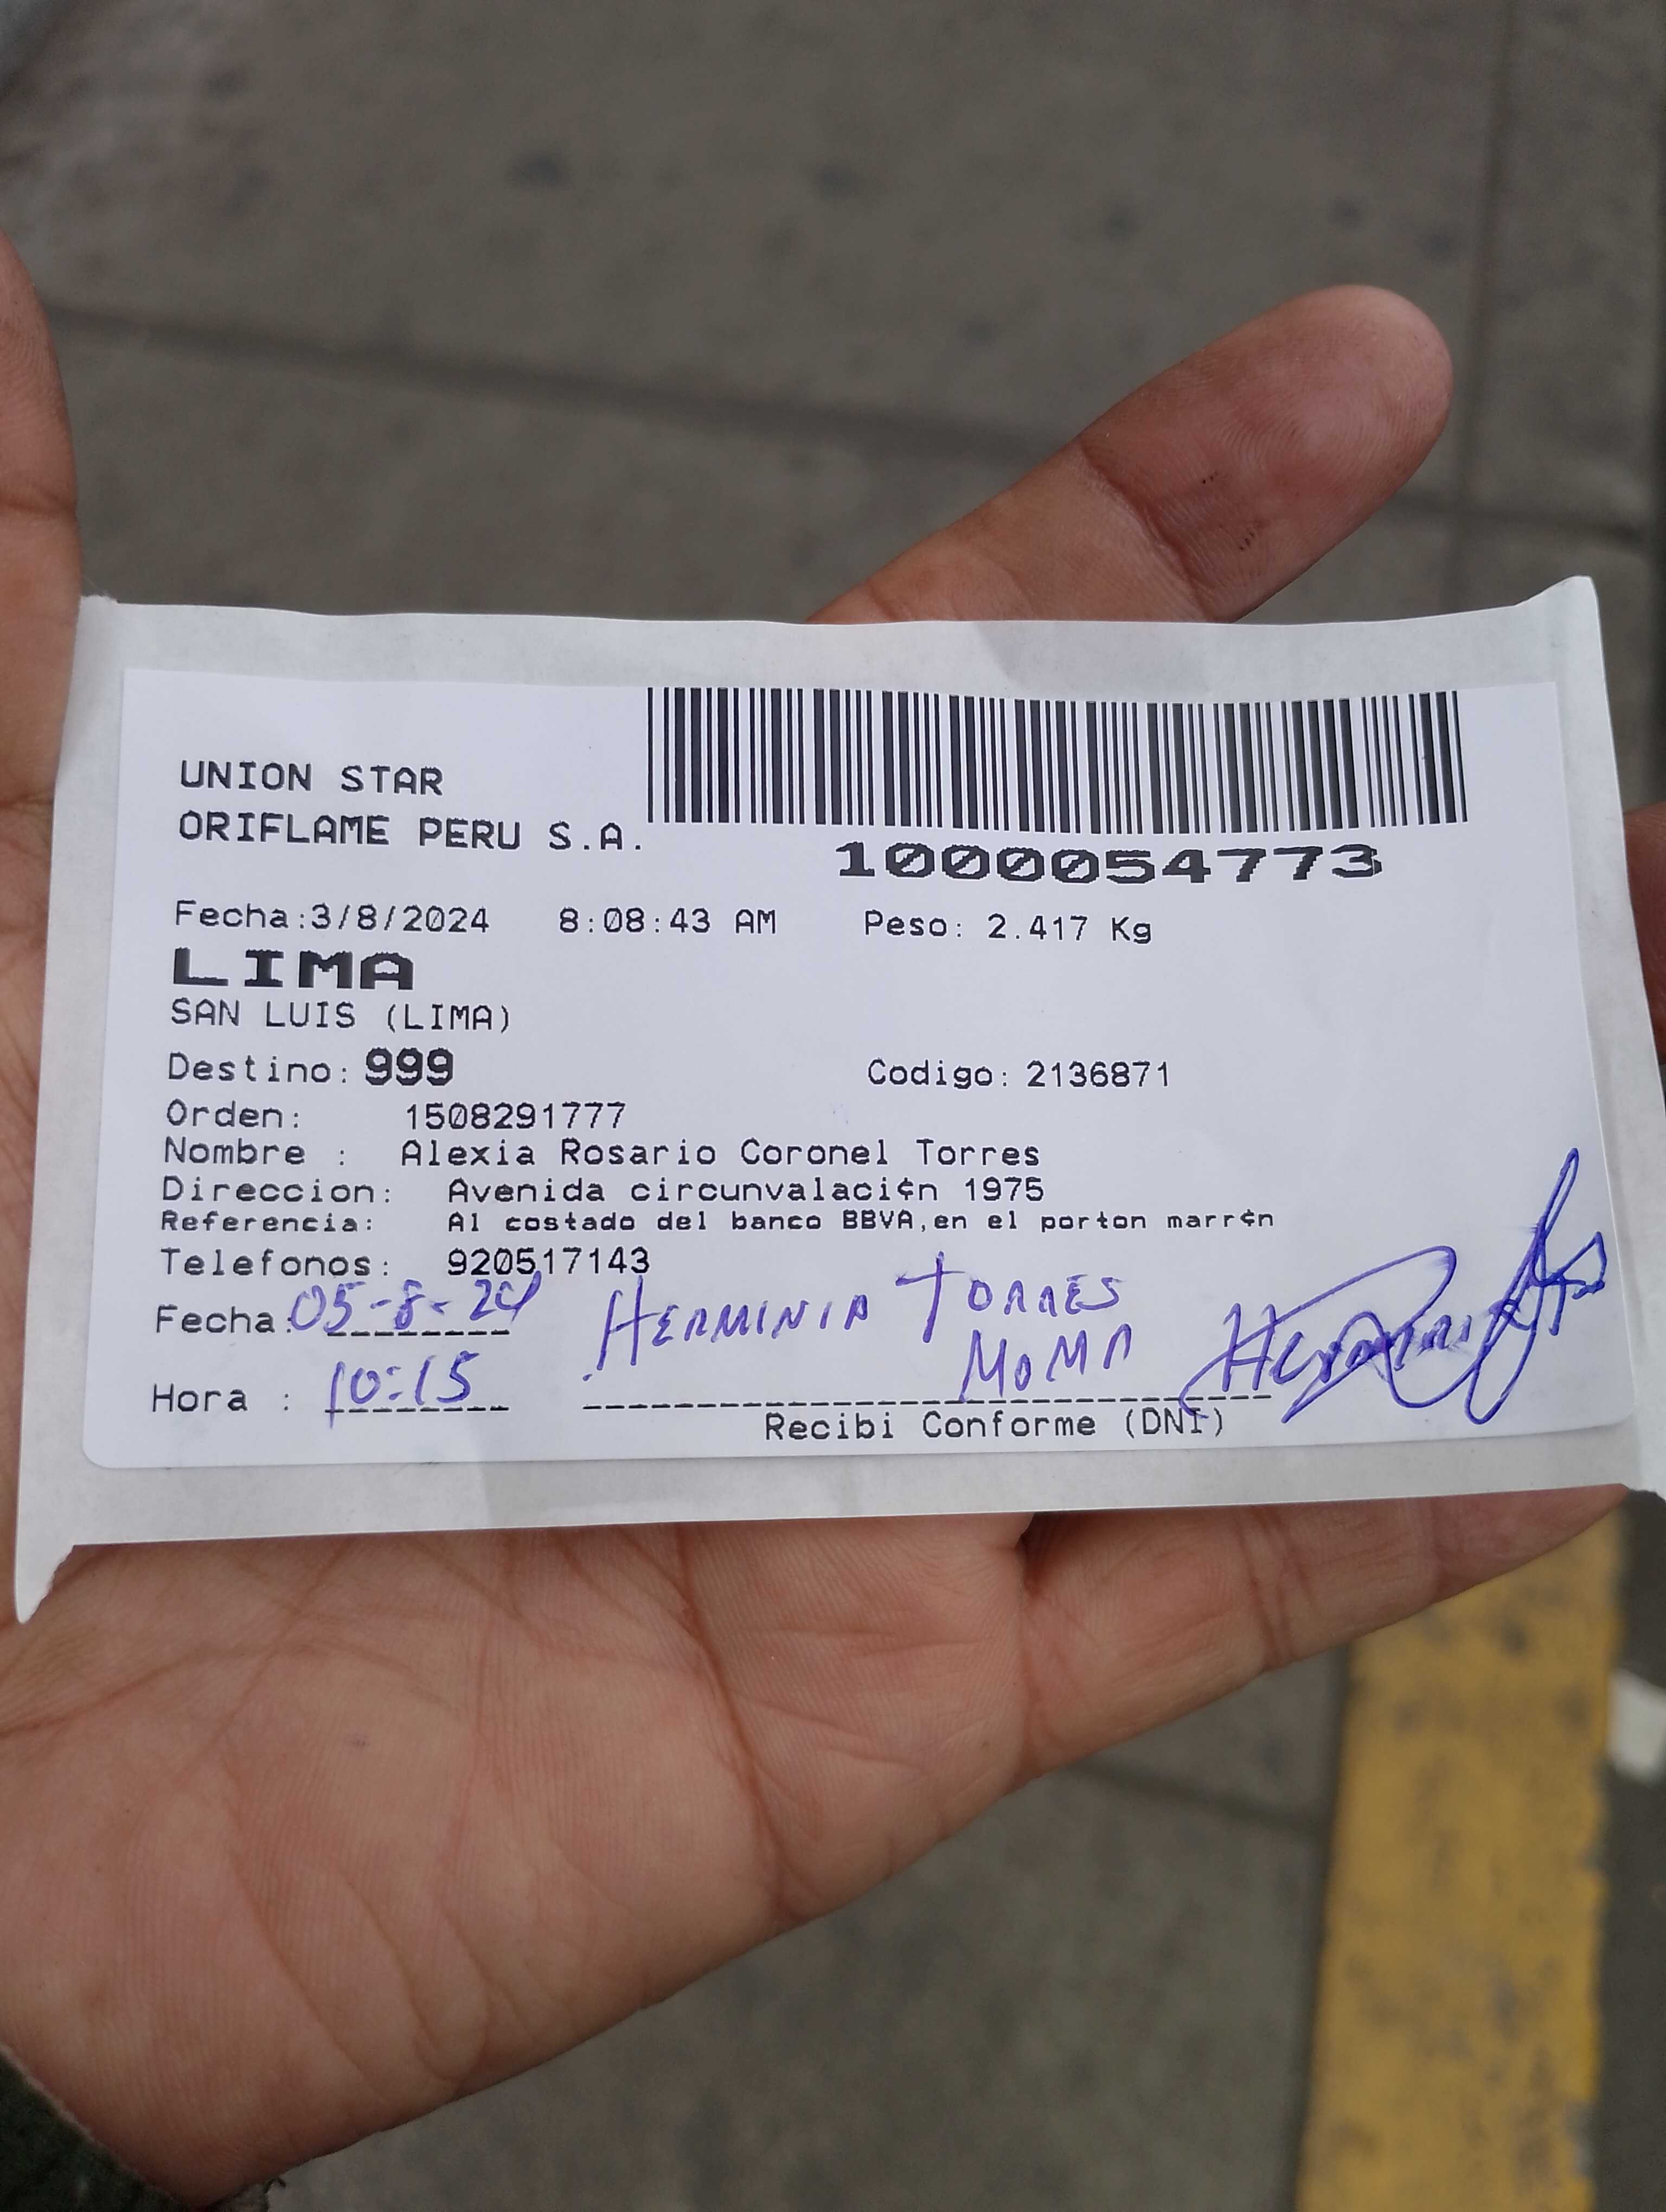 UNION STAR
ORIFLAME PERU S.A.
1000054773
Fecha:3/8/2024 8:08:43 AM Peso: 2.417 Kg
LIMA
SAN LUIS (LIMA)
Destino: 999 Codigo: 2136871
Orden: 1508291777
Nombre : Alexia Rosario Coronel Torres
Direccion: Avenida circunvalaci¢n 1975
Referencia: Al costado del banco BBVA,en el porton marr¢n
Telefonos: 920517143
Fecha: 05-8-24 HERMINIA TORRES
MOMA
Hora : 10:15
Recibi Conforme (DNI)